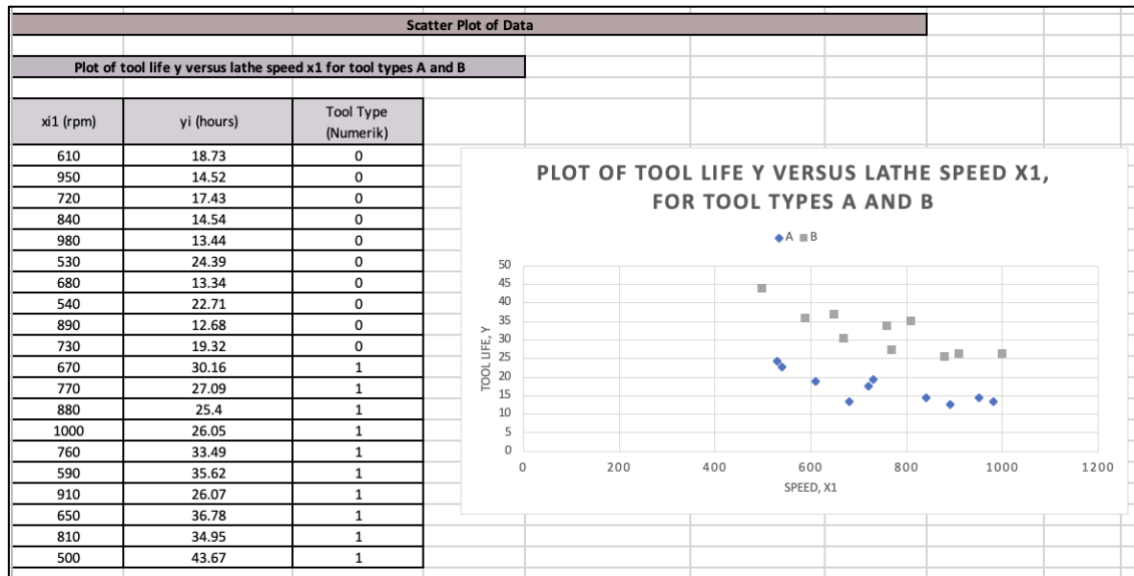 Scatter Plot of Data
Plot of tool life y versus lathe speed x1 for tool types A and B
xi1 (rpm) yi (hours) Tool Type
(Numerik)
610 18.73 0
950 14.52 0
720 17.43 0
840 14.54 0
980 13.44 0
530 24.39 0
680 13.34 0
540 22.71 0
890 12.68 0
730 19.32 0
670 30.16 1
770 27.09 1
880 25.4 1
1000 26.05 1
760 33.49 1
590 35.62 1
910 26.07 1
650 36.78 1
810 34.95 1
500 43.67 1
PLOT OF TOOL LIFE Y VERSUS LATHE SPEED X1,
FOR TOOL TYPES A AND B
A B
50
45
40
35
30
25
20
15
10
5
0
TOOL LIFE, Y
0 200 400 600 800 1000 1200
SPEED, X1